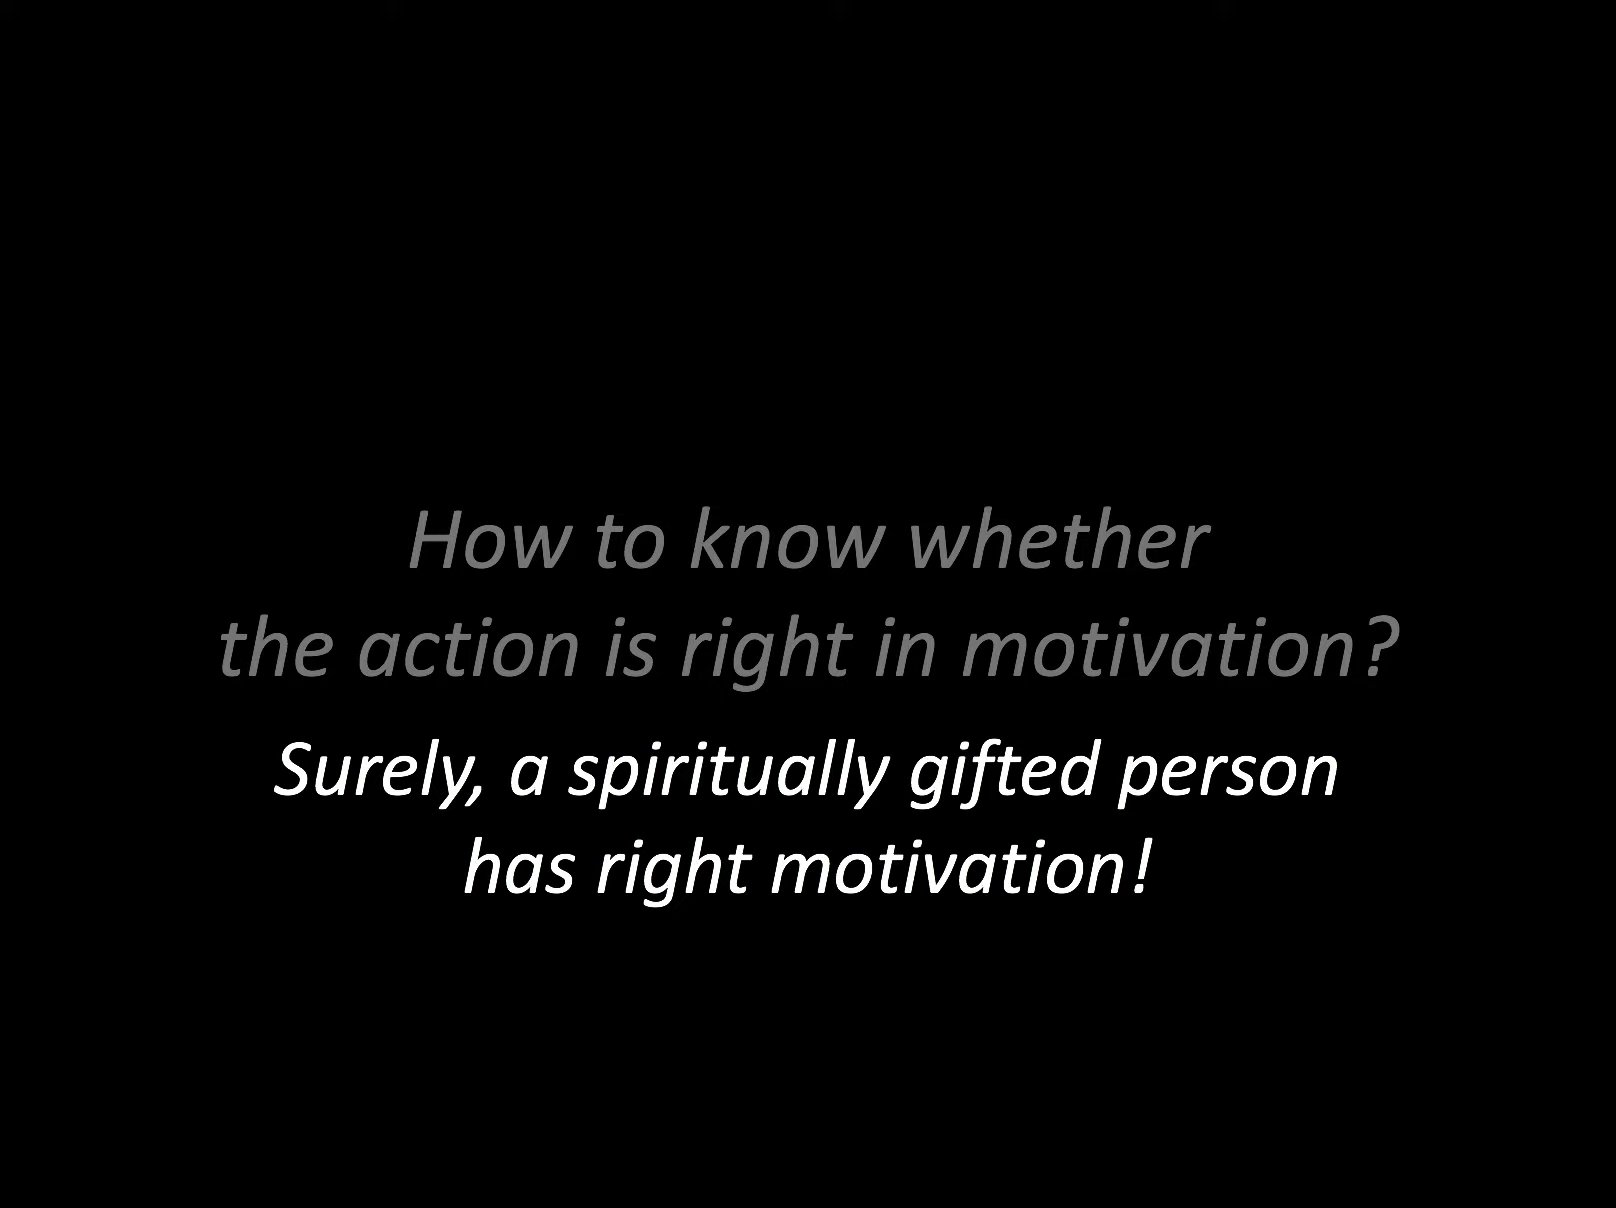 How to know whether
the action is right in motivation?
Surely, a spiritually gifted person
has right motivation!